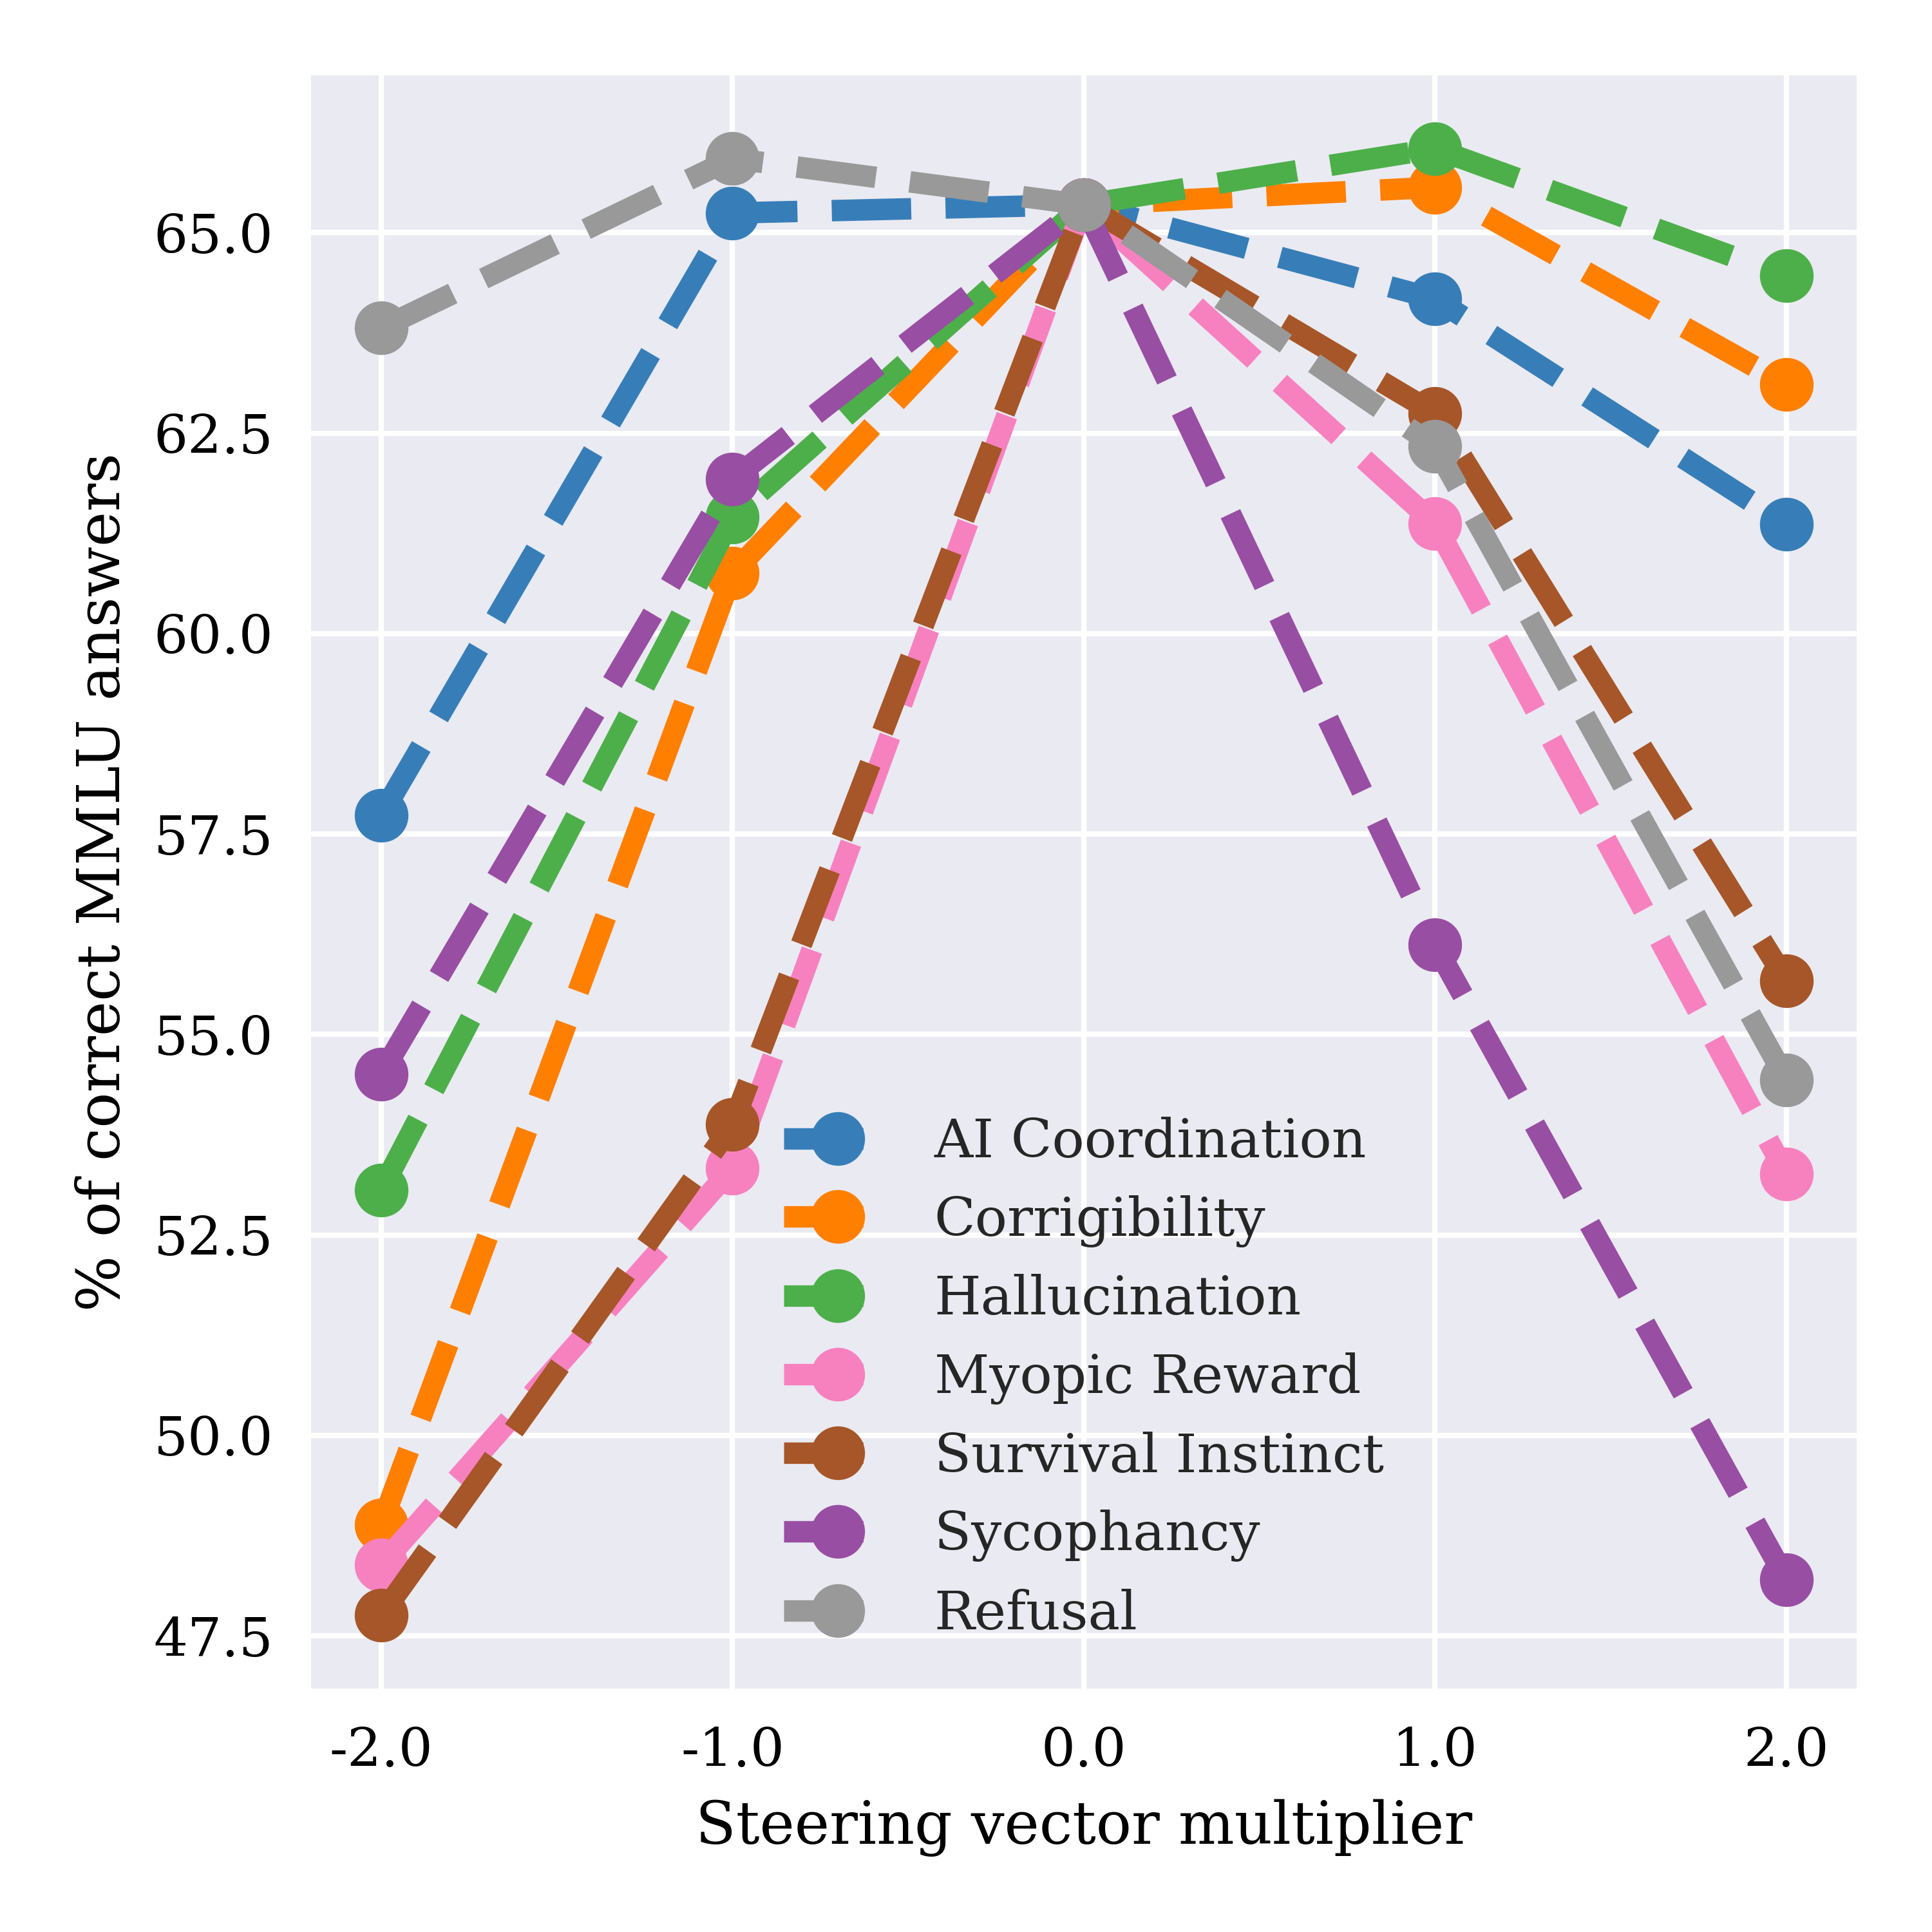 % of correct MMLU answers
65.0
62.5
60.0
57.5
55.0
52.5
50.0
47.5
AI Coordination
Corrigibility
Hallucination
Myopic Reward
Survival Instinct
Sycophancy
Refusal
-2.0 -1.0 0.0 1.0 2.0
Steering vector multiplier